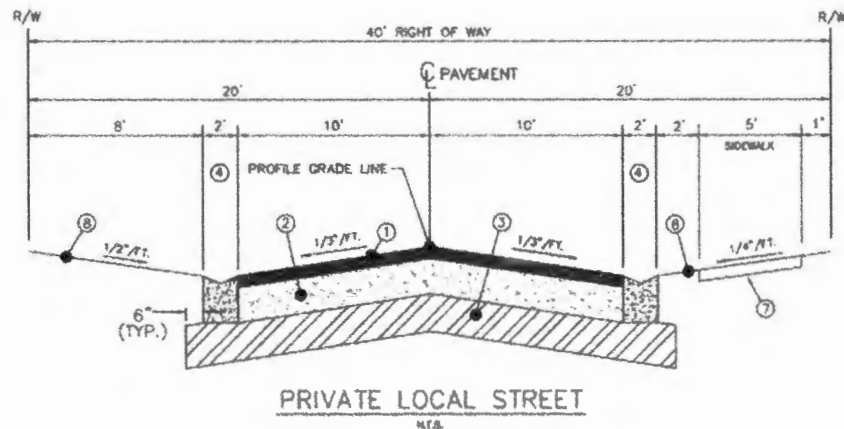 R/W R/W
40' RIGHT OF WAY
℄ PAVEMENT
20' 20'
8' 2' 10' 10' 2' 2' 5' 1'
SIDEWALK
4 PROFILE GRADE LINE 4
8 2 1 3 8
1/2"/FT. 1/3"/FT. 1/3"/FT. 1/4"/FT.
7
6"
(TYP.)
PRIVATE LOCAL STREET
N.T.S.